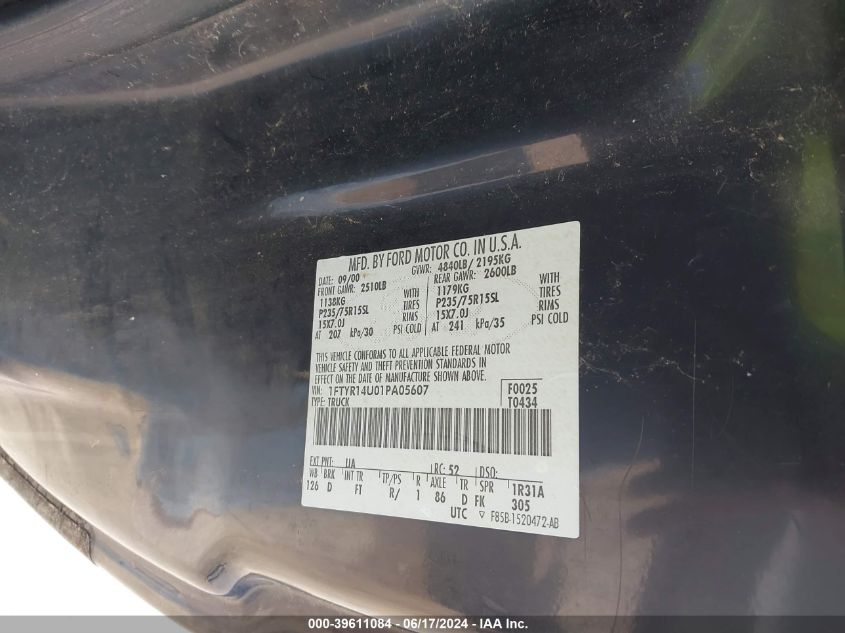 MFD. BY FORD MOTOR CO. IN U.S.A.
DATE: 09/00 GVWR: 4840LB/ 2195KG
FRONT GAWR: 2510LB REAR GAWR: 2600LB
1138KG WITH 1179KG WITH
P235/75R15SL TIRES P235/75R15SL TIRES
15X7.0J RIMS 15X7.0J RIMS
AT 207 kPa/30 PSI COLD AT 241 kPa/35 PSI COLD
THIS VEHICLE CONFORMS TO ALL APPLICABLE FEDERAL MOTOR
VEHICLE SAFETY AND THEFT PREVENTION STANDARDS IN
EFFECT ON THE DATE OF MANUFACTURE SHOWN ABOVE.
VIN: 1FTYR14U01PA05607 F0025
TYPE: TRUCK T0434
EXT PNT: UA RC: 52 DSO:
WB BRK INT TR TP/PS R AXLE TR SPR 1R31A
126 D FT R/ 1 86 D FK 305
UTC ▽ F85B-1520472-AB
000-39611084 - 06/17/2024 - IAA Inc.